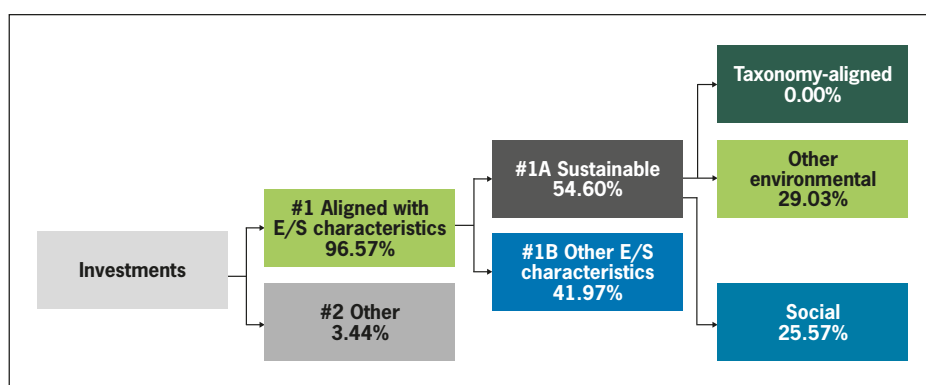 Investments
#1 Aligned with
E/S characteristics
96.57%
#2 Other
3.44%
#1A Sustainable
54.60%
#1B Other E/S
characteristics
41.97%
Taxonomy-aligned
0.00%
Other
environmental
29.03%
Social
25.57%